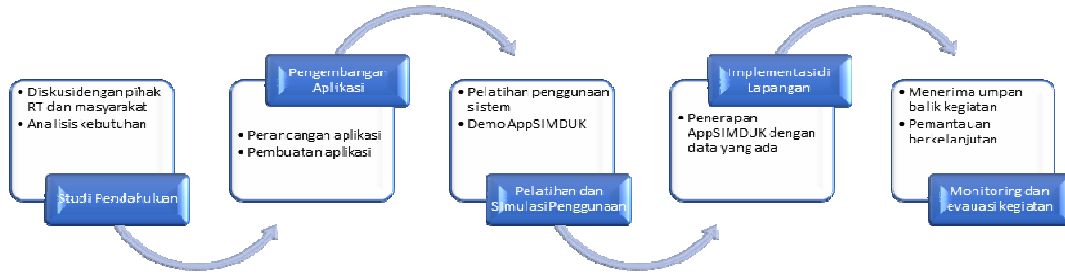 • Diskusi dengan pihak
RT dan masyarakat
• Analisis kebutuhan
Studi Pendahuluan
Pengembangan
Aplikasi
• Perancangan aplikasi
• Pembuatan aplikasi
• Pelatihan penggunaan
sistem
• Demo AppSIMDUK
Pelatihan dan
Simulasi Penggunaan
Implementasi di
Lapangan
• Penerapan
AppSIMDUK dengan
data yang ada
• Menerima umpan
balik kegiatan
• Pemantauan
berkelanjutan
Monitoring dan
evauasi kegiatan